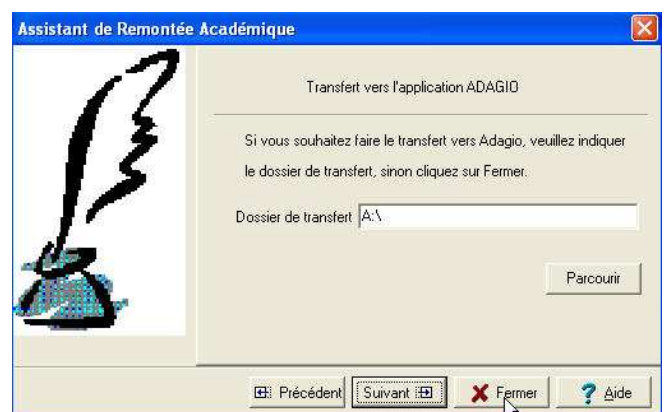 Assistant de Remontée Académique
Transfert vers l'application ADAGIO
Si vous souhaitez faire le transfert vers Adagio, veuillez indiquer
le dossier de transfert, sinon cliquez sur Fermer.
Dossier de transfert A:\
Parcourir
Précédent Suivant Fermer ? Aide